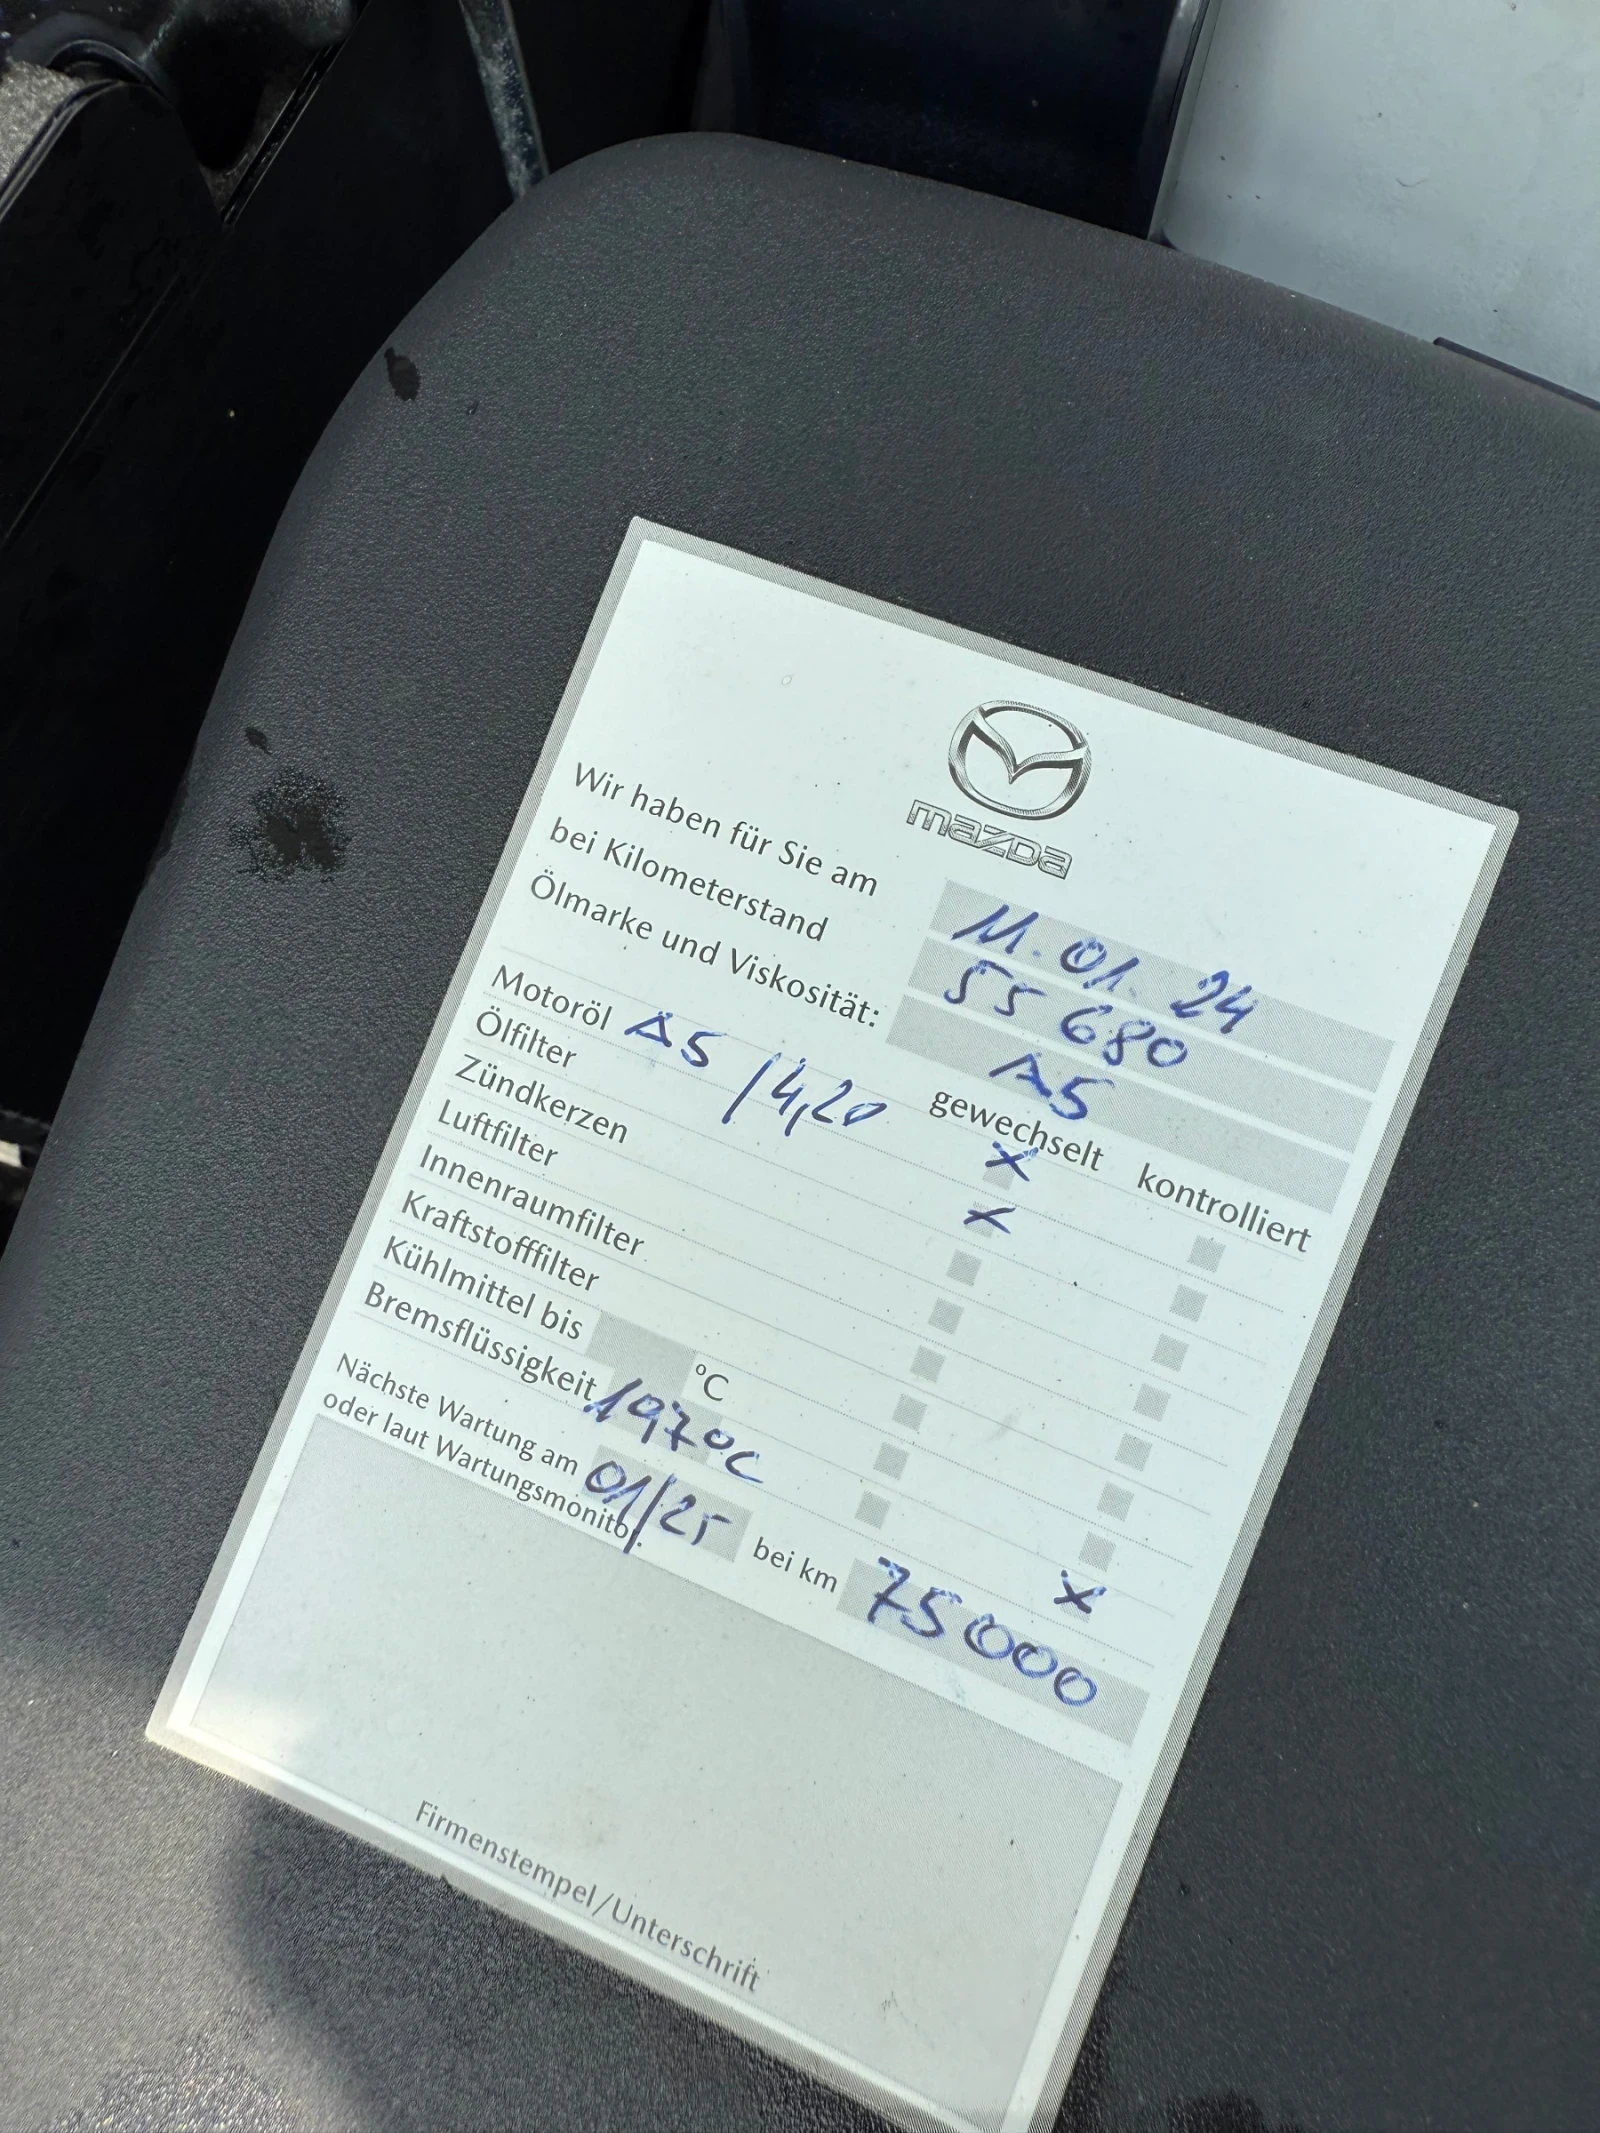 mazda
Wir haben für Sie am 11.01.24
bei Kilometerstand 55680
Ölmarke und Viskosität: A5
gewechselt kontrolliert
Motoröl A5 / 4,20 x
Ölfilter x
Zündkerzen
Luftfilter
Innenraumfilter
Kraftstofffilter
Kühlmittel bis °C
Bremsflüssigkeit 197°C x
Nächste Wartung am 01/25 bei km 75000
oder laut Wartungsmonitor.
Firmenstempel/Unterschrift